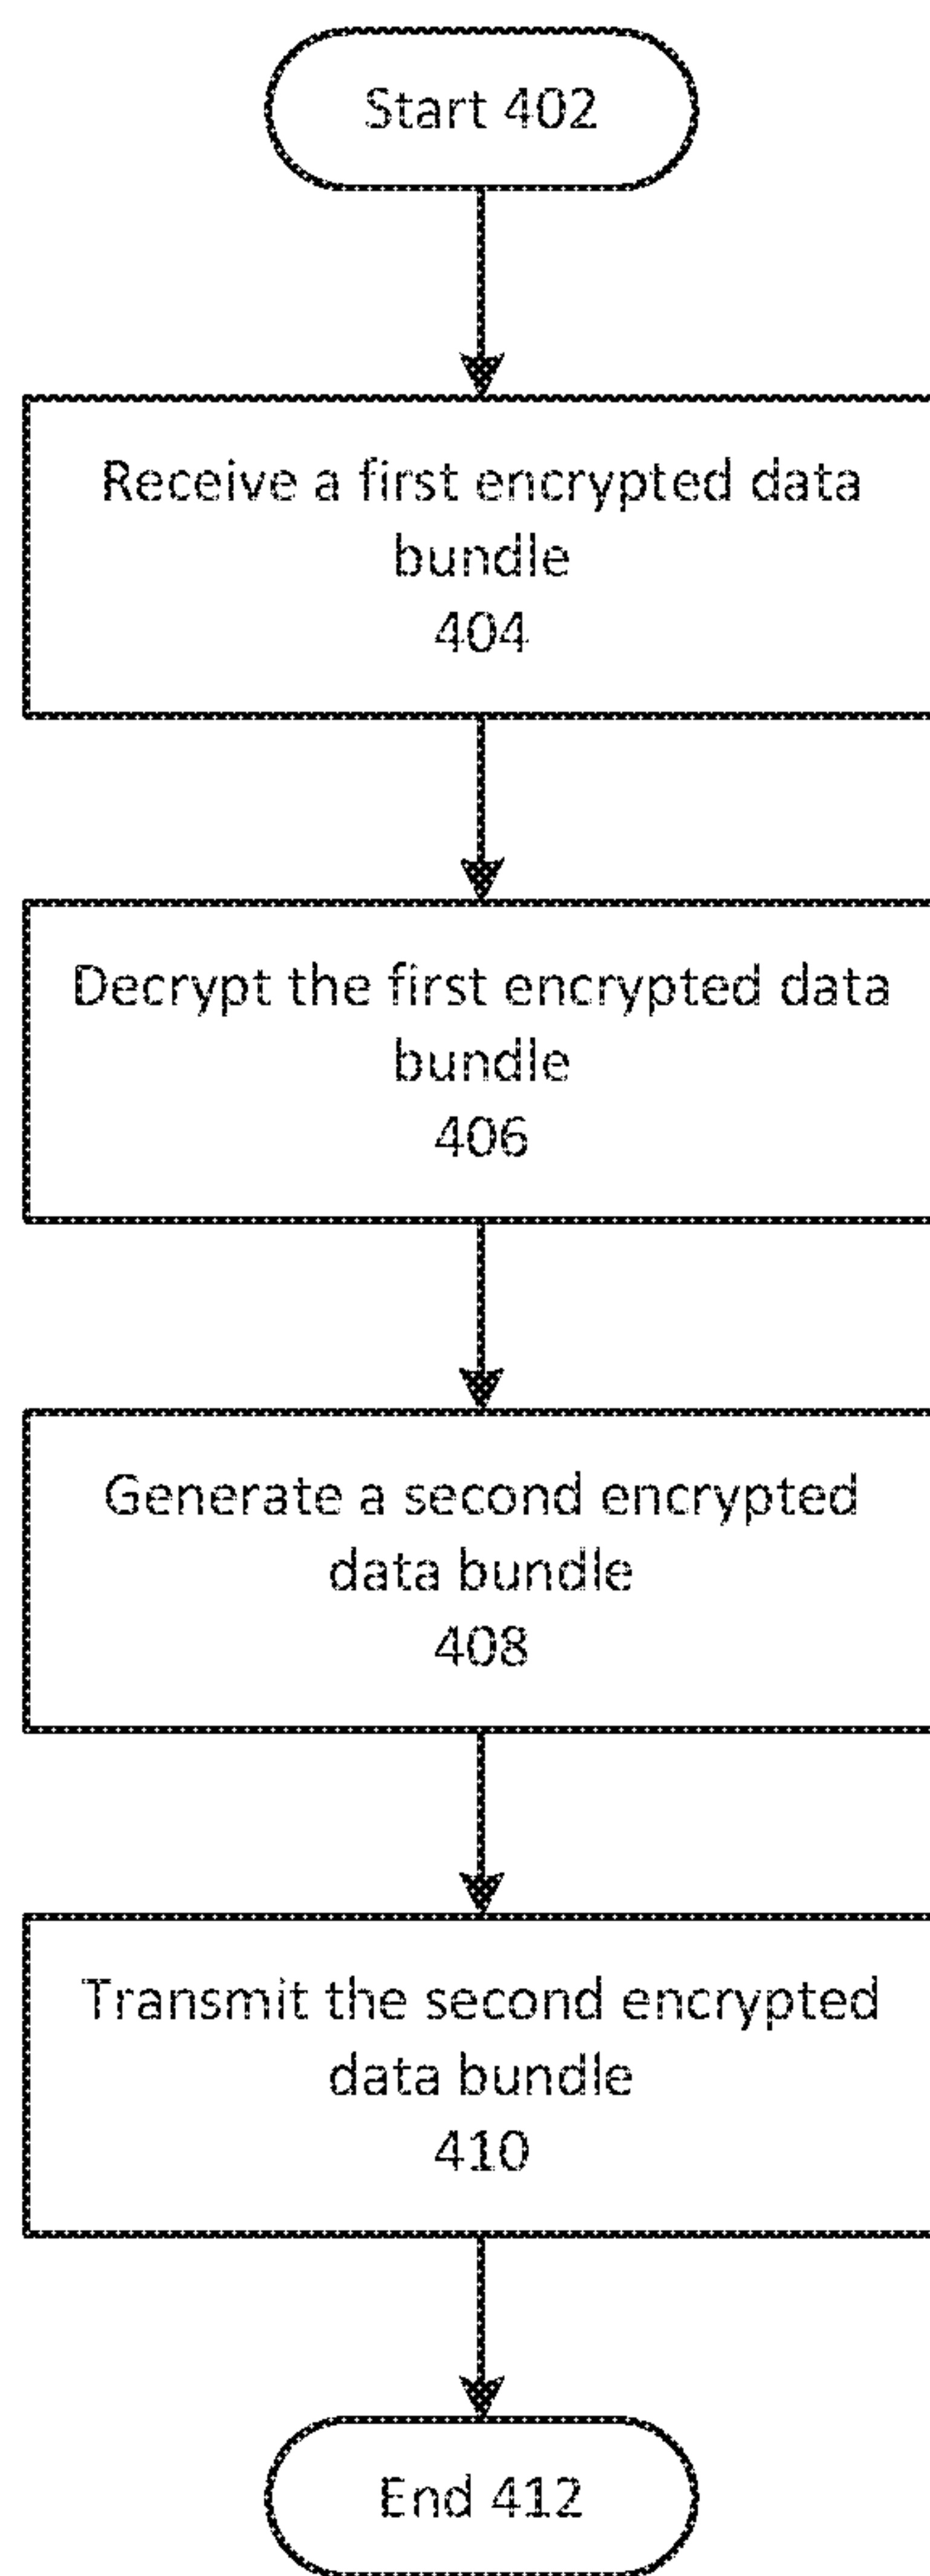 Start 402
Receive a first encrypted data
bundle
404
Decrypt the first encrypted data
bundle
406
Generate a second encrypted
data bundle
408
Transmit the second encrypted
data bundle
410
End 412